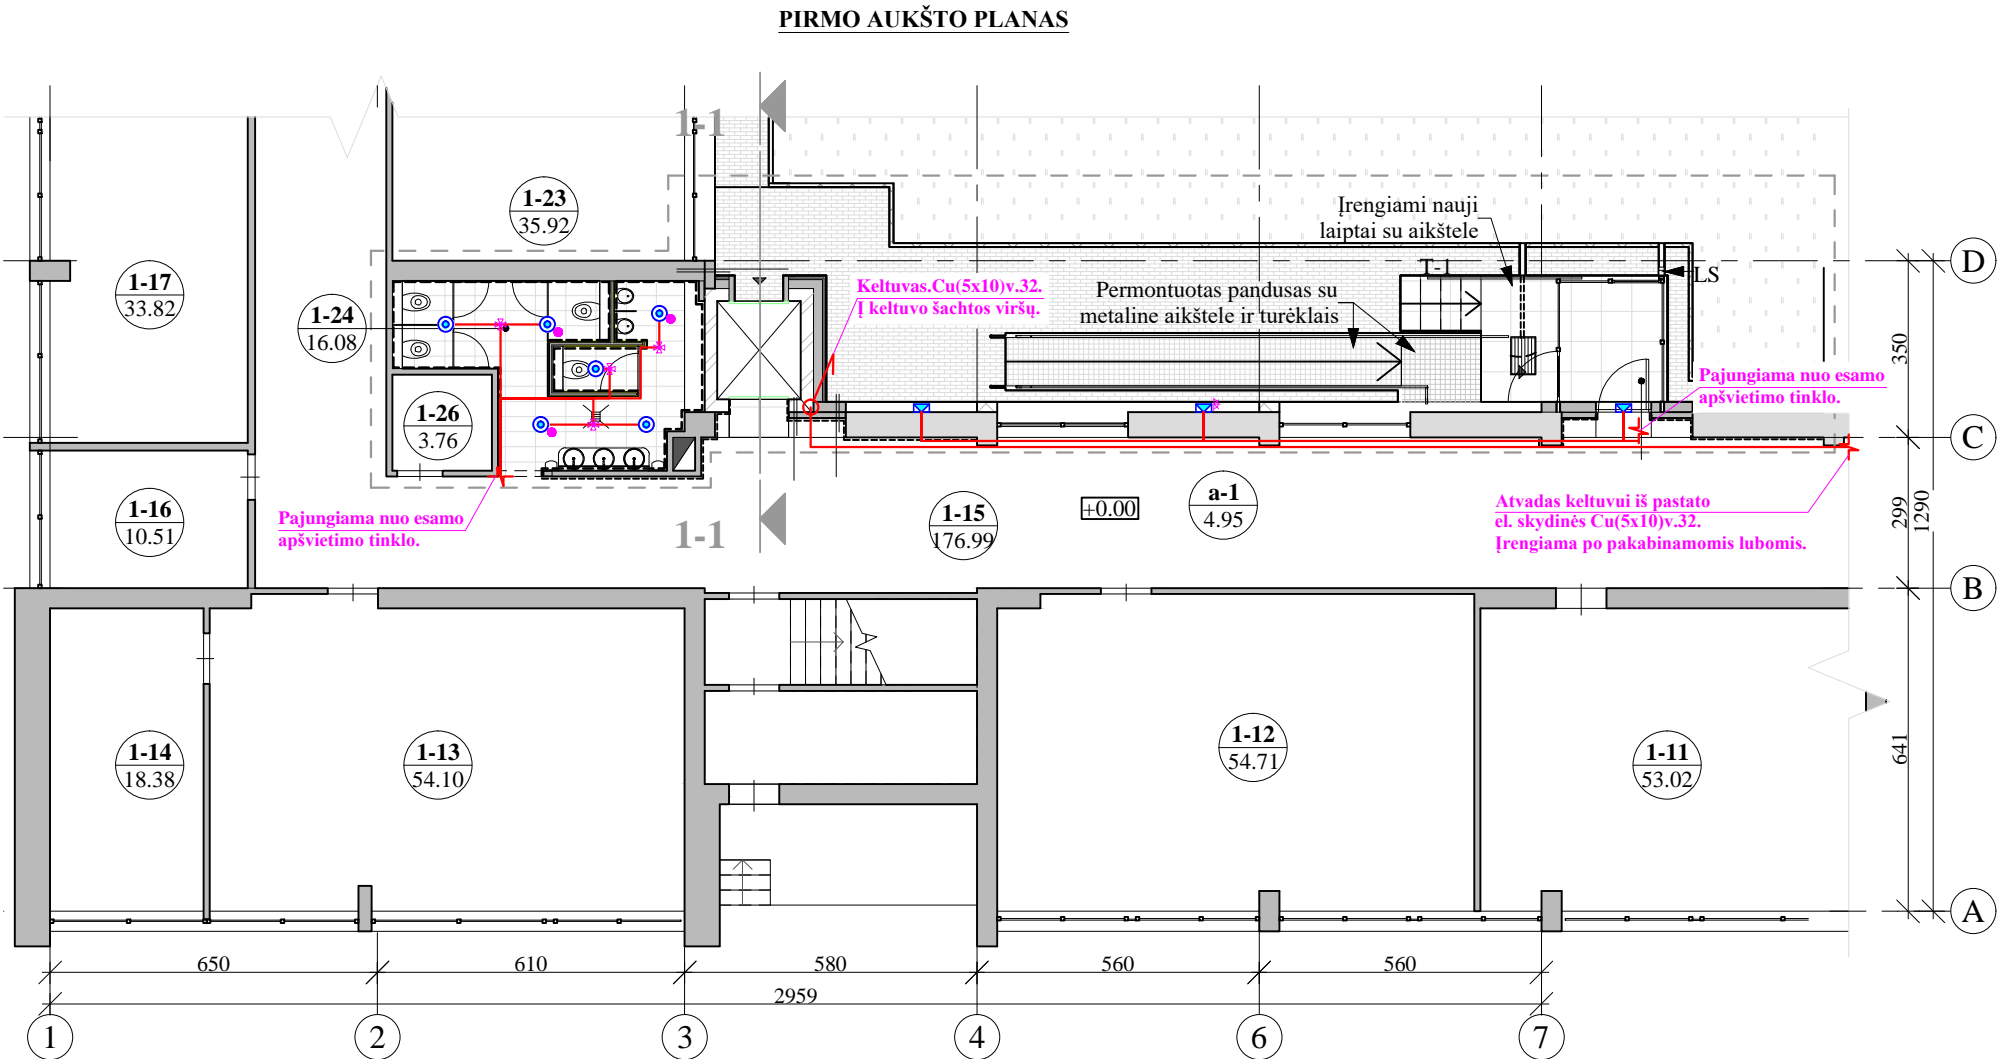 PIRMO AUKŠTO PLANAS
1-1
1-23
35.92
Įrengiami nauji
laiptai su aikštele
D
1-17
33.82
T-1
LS
Keltuvas.Cu(5x10)v.32.
Į keltuvo šachtos viršų.
Permontuotas pandusas su
metaline aikštele ir turėklais
1-24
16.08
350
Pajungiama nuo esamo
apšvietimo tinklo.
1-26
3.76
C
1-16
10.51
Pajungiama nuo esamo
apšvietimo tinklo.
1-1
1-15
176.99
+0.00
a-1
4.95
Atvadas keltuvui iš pastato
el. skydinės Cu(5x10)v.32.
Įrengiama po pakabinamomis lubomis.
299
1290
B
1-14
18.38
1-13
54.10
1-12
54.71
1-11
53.02
641
A
650
610
580
560
560
2959
1
2
3
4
6
7